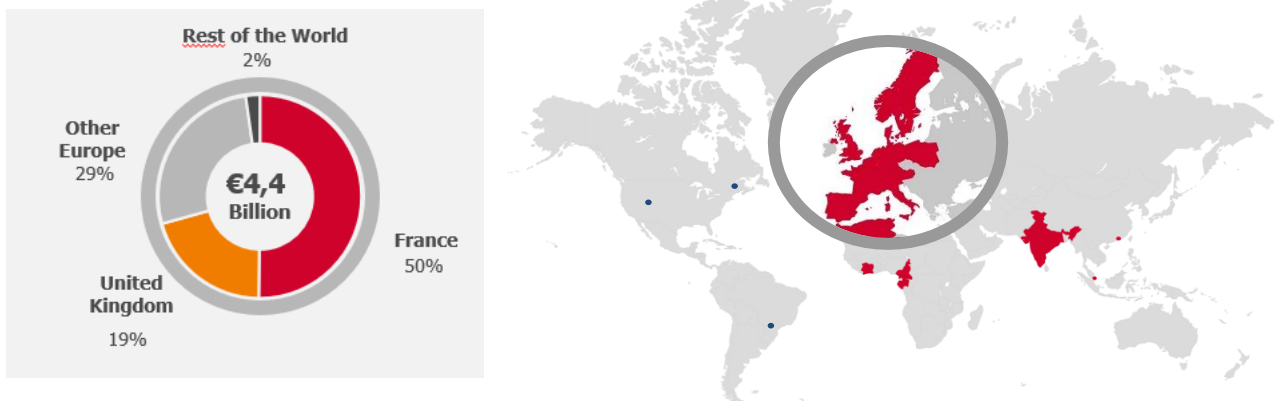 Rest of the World
2%
Other
Europe
29%
€4,4
Billion
France
50%
United
Kingdom
19%